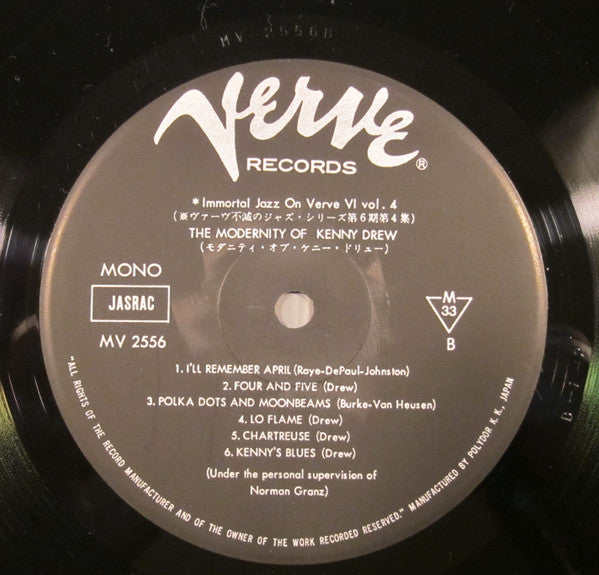 MV 2556B
Verve
RECORDS ®
*Immortal Jazz On Verve VI vol. 4
(※ヴァーヴ不滅のジャズ・シリーズ第6期第4集)
THE MODERNITY OF KENNY DREW
(モダニティ・オブ・ケニー・ドリュー)
MONO
JASRAC
MV 2556
M
33
B
1. I'LL REMEMBER APRIL (Raye-DePaul-Johnston)
2. FOUR AND FIVE (Drew)
3. POLKA DOTS AND MOONBEAMS (Burke-Van Heusen)
4. LO FLAME (Drew)
5. CHARTREUSE (Drew)
6. KENNY'S BLUES (Drew)
(Under the personal supervision of
Norman Granz)
"ALL RIGHTS OF THE RECORD MANUFACTURER AND OF THE OWNER OF THE WORK RECORDED RESERVED." MANUFACTURED BY POLYDOR K.K., JAPAN